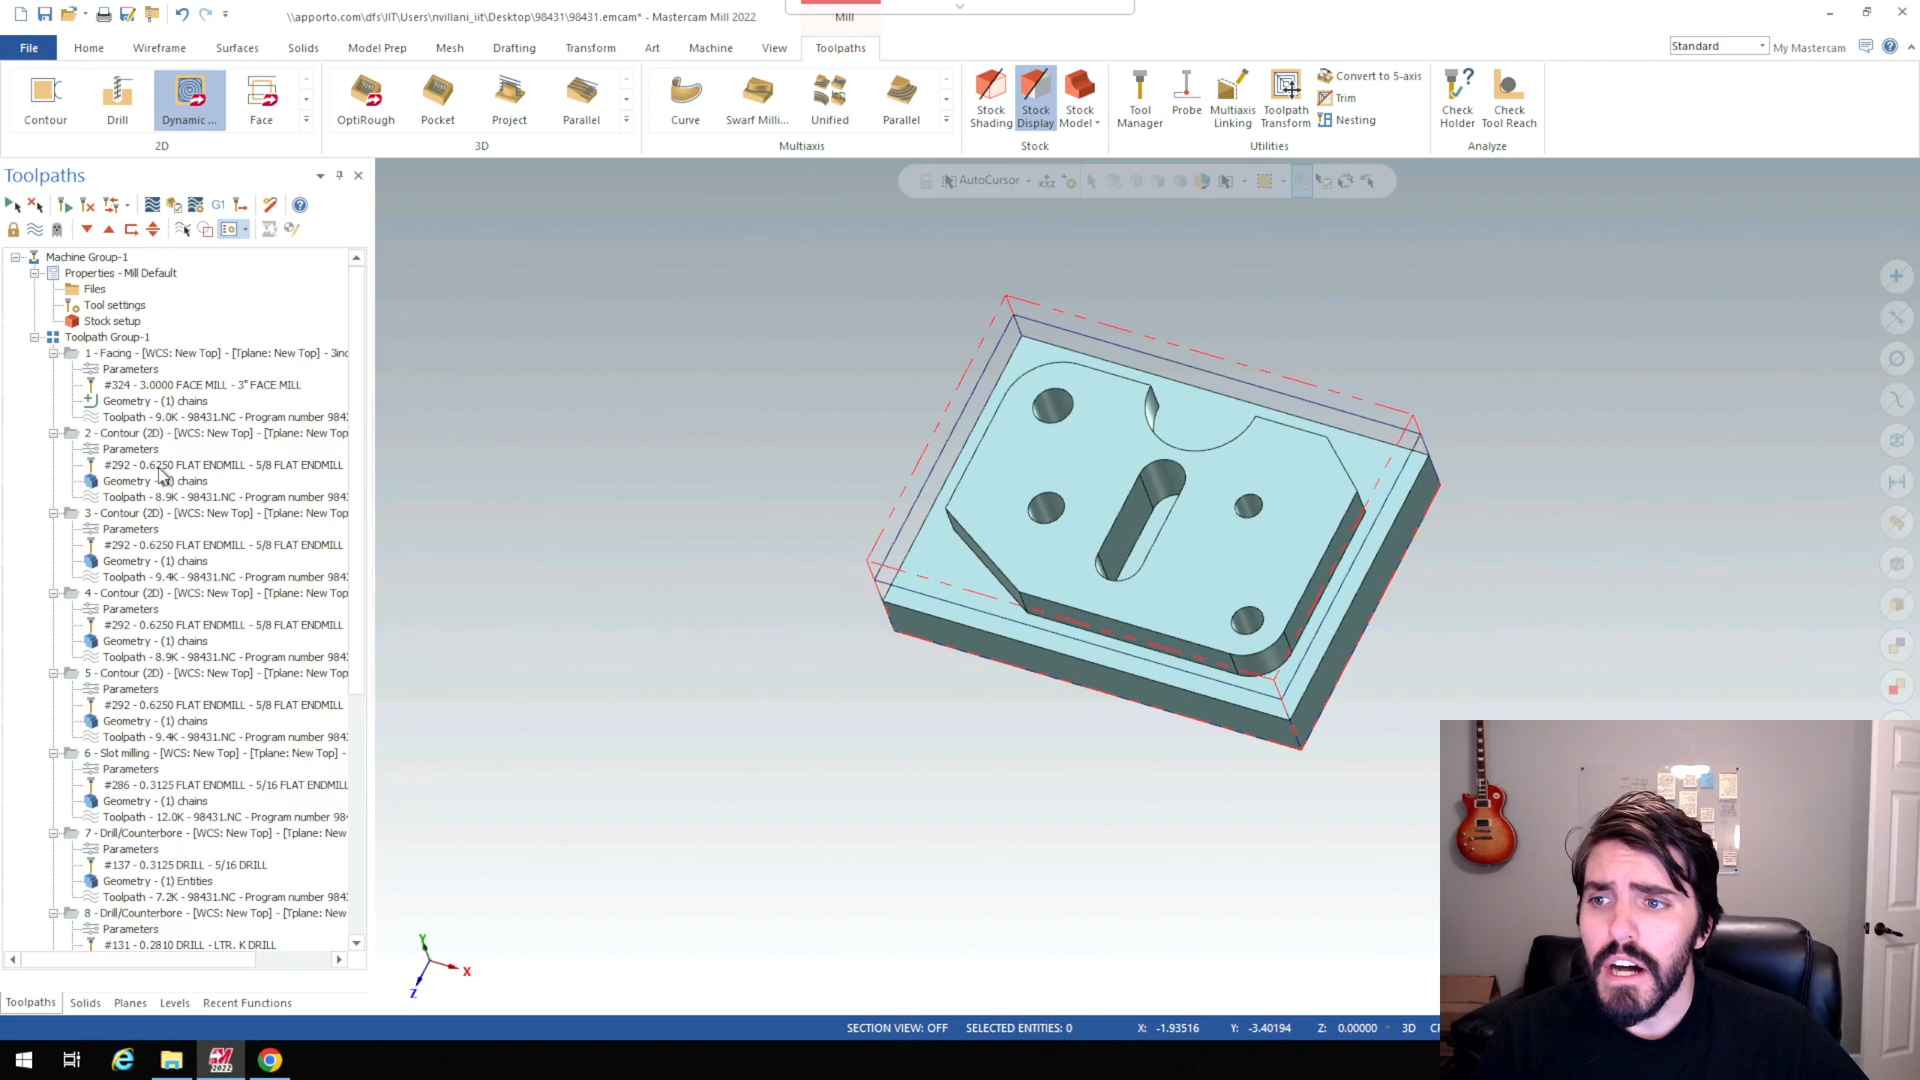 \\apporto.com\dfs\IIT\Users\nvillani_iit\Desktop\98431\98431.emcam* - Mastercam Mill 2022
Mill
File
Home
Wireframe
Surfaces
Solids
Model Prep
Mesh
Drafting
Transform
Art
Machine
View
Toolpaths
Standard
My Mastercam
Contour
Drill
Dynamic ...
Face
OptiRough
Pocket
Project
Parallel
Curve
Swarf Milli...
Unified
Parallel
Stock Shading
Stock Display
Stock Model
Tool Manager
Probe
Multiaxis Linking
Toolpath Transform
Convert to 5-axis
Trim
Nesting
Check Holder
Check Tool Reach
2D
3D
Multiaxis
Stock
Utilities
Analyze
Toolpaths
AutoCursor
XYZ
G1
Machine Group-1
Properties - Mill Default
Files
Tool settings
Stock setup
Toolpath Group-1
1 - Facing - [WCS: New Top] - [Tplane: New Top] - 3inc
Parameters
#324 - 3.0000 FACE MILL - 3" FACE MILL
Geometry - (1) chains
Toolpath - 9.0K - 98431.NC - Program number 9843
2 - Contour (2D) - [WCS: New Top] - [Tplane: New Top
Parameters
#292 - 0.6250 FLAT ENDMILL - 5/8 FLAT ENDMILL
Geometry - chains
Toolpath - 8.9K - 98431.NC - Program number 9843
3 - Contour (2D) - [WCS: New Top] - [Tplane: New Top
Parameters
#292 - 0.6250 FLAT ENDMILL - 5/8 FLAT ENDMILL
Geometry - (1) chains
Toolpath - 9.4K - 98431.NC - Program number 9843
4 - Contour (2D) - [WCS: New Top] - [Tplane: New Top
Parameters
#292 - 0.6250 FLAT ENDMILL - 5/8 FLAT ENDMILL
Geometry - (1) chains
Toolpath - 8.9K - 98431.NC - Program number 9843
5 - Contour (2D) - [WCS: New Top] - [Tplane: New Top
Parameters
#292 - 0.6250 FLAT ENDMILL - 5/8 FLAT ENDMILL
Geometry - (1) chains
Toolpath - 9.4K - 98431.NC - Program number 9843
6 - Slot milling - [WCS: New Top] - [Tplane: New Top] -
Parameters
#286 - 0.3125 FLAT ENDMILL - 5/16 FLAT ENDMILL
Geometry - (1) chains
Toolpath - 12.0K - 98431.NC - Program number 98
7 - Drill/Counterbore - [WCS: New Top] - [Tplane: New
Parameters
#137 - 0.3125 DRILL - 5/16 DRILL
Geometry - (1) Entities
Toolpath - 7.2K - 98431.NC - Program number 9843
8 - Drill/Counterbore - [WCS: New Top] - [Tplane: New
Parameters
#131 - 0.2810 DRILL - LTR. K DRILL
Y
X
Z
Toolpaths
Solids
Planes
Levels
Recent Functions
SECTION VIEW: OFF
SELECTED ENTITIES: 0
X: -1.93516
Y: -3.40194
Z: 0.00000
3D
2022